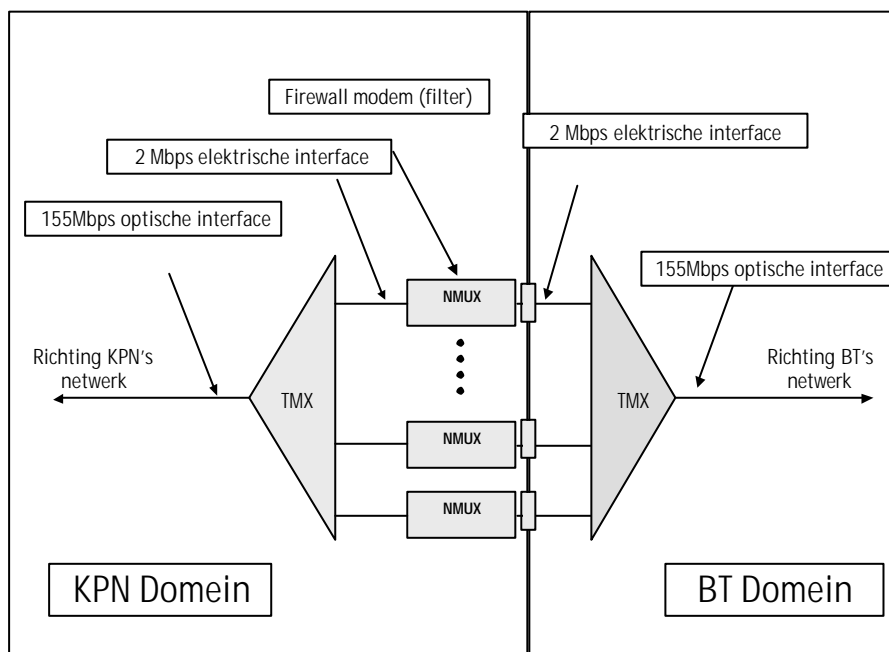 Firewall modem (filter)
2 Mbps elektrische interface
2 Mbps elektrische interface
155Mbps optische interface
155Mbps optische interface
NMUX
Richting KPN's
netwerk
TMX
TMX
Richting BT's
netwerk
NMUX
NMUX
KPN Domein
BT Domein